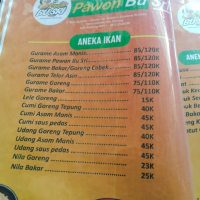 Pawon Bu S
ANEKA IKAN
Gurame Asam Manis 85/120K
Gurame Pawon Bu Sri 85/120K
Gurame Bakar/Goreng Cobek 85/120K
Gurame Telor Asin 85/120K
Gurame Goreng 75/110K
Gurame Bakar 75/110K
Lele Goreng 15K
Cumi Goreng Tepung 45K
Cumi Asam Manis 45K
Cumi saus padas 45K
Udang Goreng Tepung 45K
Udang Asam Manis 45K
Udang saus padas 45K
Nila Goreng 23K
Nila Bakar 25K